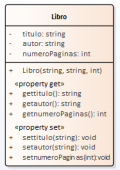 Libro
- titulo: string
- autor: string
- numeroPaginas: int
+ Libro(string, string, int)
«property get»
+ gettitulo(): string
+ getautor(): string
+ getnumeroPaginas(): int
«property set»
+ settitulo(string): void
+ setautor(string): void
+ setnumeroPaginas(int):void